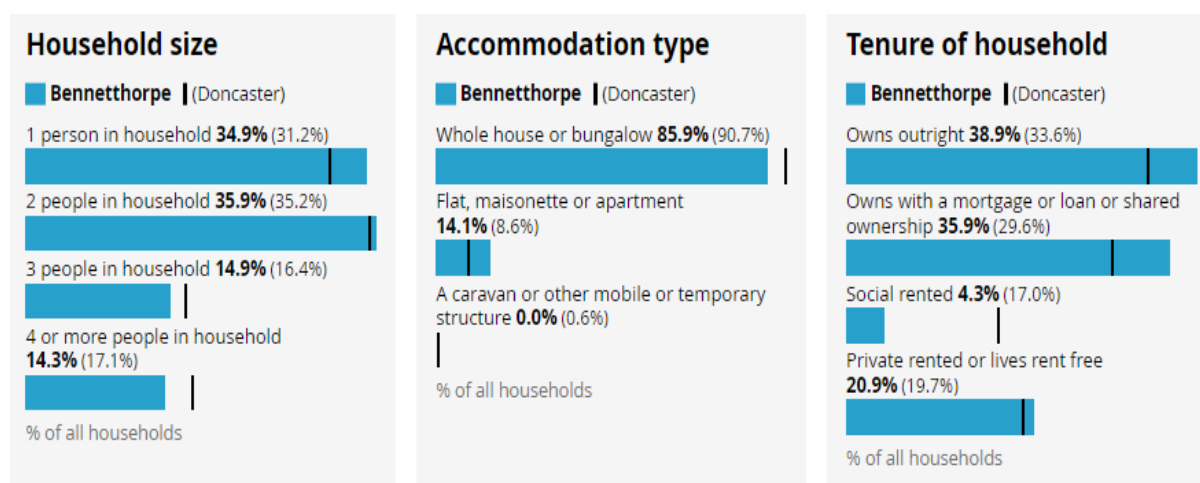 Household size
Bennetthorpe (Doncaster)
1 person in household 34.9% (31.2%)
2 people in household 35.9% (35.2%)
3 people in household 14.9% (16.4%)
4 or more people in household
14.3% (17.1%)
% of all households
Accommodation type
Bennetthorpe (Doncaster)
Whole house or bungalow 85.9% (90.7%)
Flat, maisonette or apartment
14.1% (8.6%)
A caravan or other mobile or temporary
structure 0.0% (0.6%)
% of all households
Tenure of household
Bennetthorpe (Doncaster)
Owns outright 38.9% (33.6%)
Owns with a mortgage or loan or shared
ownership 35.9% (29.6%)
Social rented 4.3% (17.0%)
Private rented or lives rent free
20.9% (19.7%)
% of all households